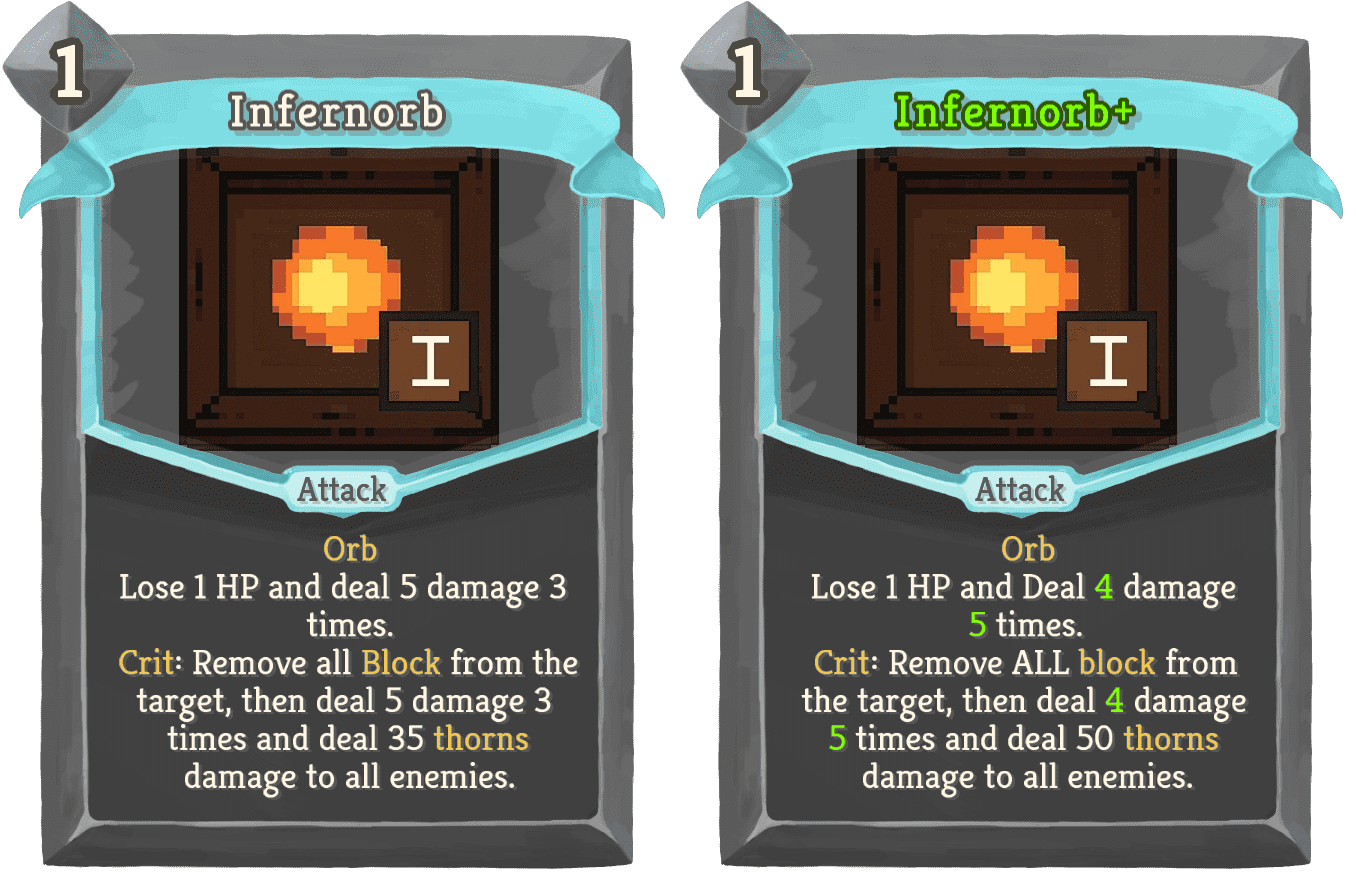 1
Infernorb
I
Attack
Orb
Lose 1 HP and deal 5 damage 3
times.
Crit: Remove all Block from the
target, then deal 5 damage 3
times and deal 35 thorns
damage to all enemies.
1
Infernorb+
I
Attack
Orb
Lose 1 HP and Deal 4 damage
5 times.
Crit: Remove ALL block from
the target, then deal 4 damage
5 times and deal 50 thorns
damage to all enemies.